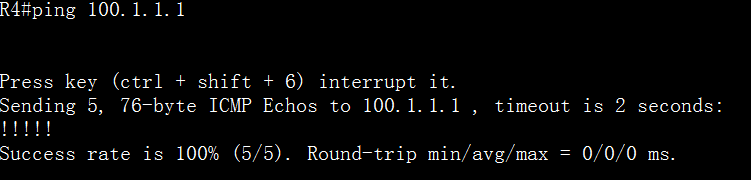 R4#ping 100.1.1.1
Press key (ctrl + shift + 6) interrupt it.
Sending 5, 76-byte ICMP Echos to 100.1.1.1 , timeout is 2 seconds:
!!!!!
Success rate is 100% (5/5). Round-trip min/avg/max = 0/0/0 ms.